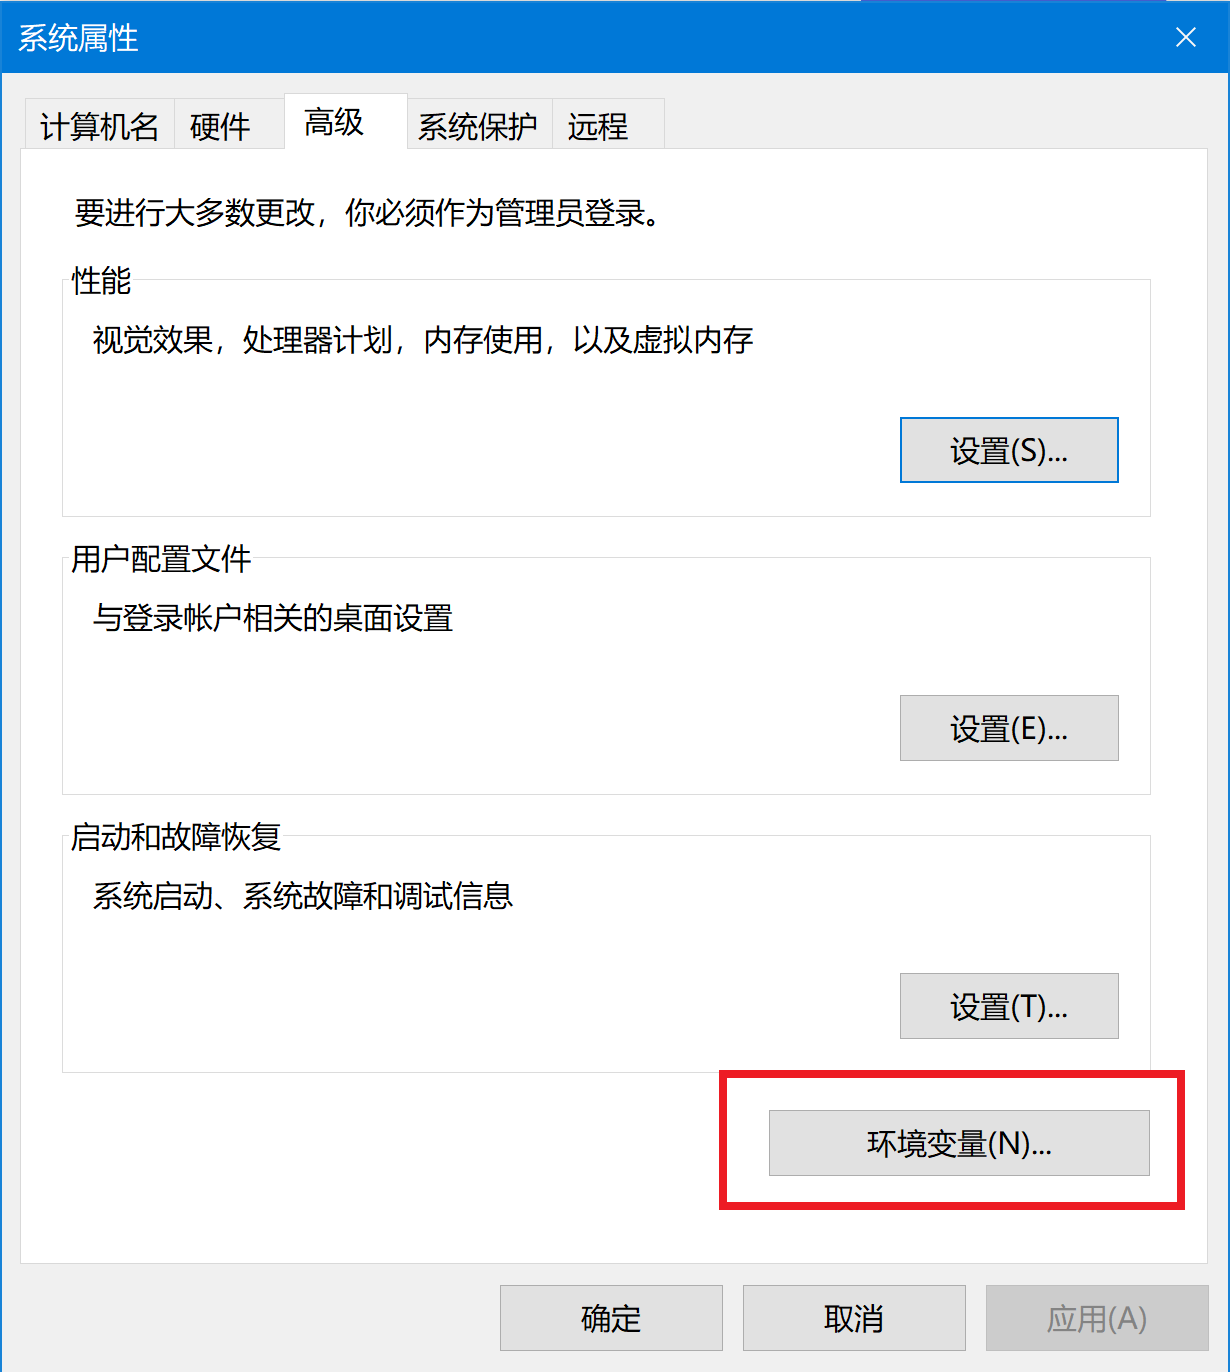 系统属性
计算机名 硬件 高级 系统保护 远程
要进行大多数更改，你必须作为管理员登录。
性能
视觉效果，处理器计划，内存使用，以及虚拟内存
设置(S)...
用户配置文件
与登录帐户相关的桌面设置
设置(E)...
启动和故障恢复
系统启动、系统故障和调试信息
设置(T)...
环境变量(N)...
确定 取消 应用(A)